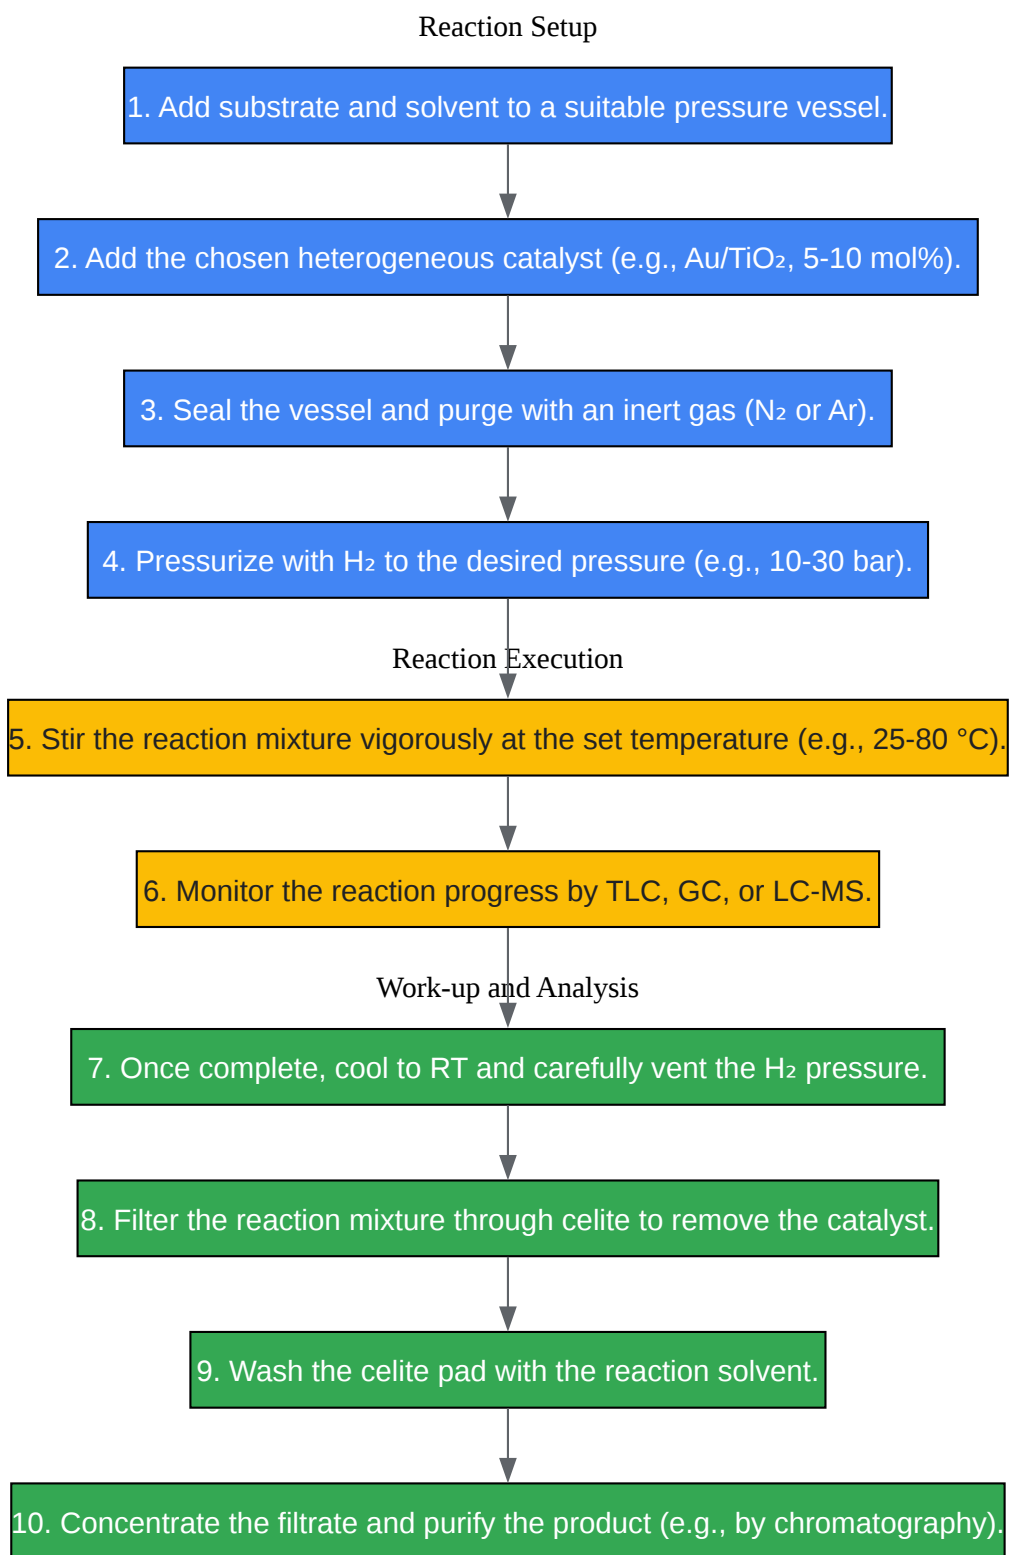 Reaction Setup
1. Add substrate and solvent to a suitable pressure vessel.
2. Add the chosen heterogeneous catalyst (e.g., Au/TiO₂, 5-10 mol%).
3. Seal the vessel and purge with an inert gas (N₂ or Ar).
4. Pressurize with H₂ to the desired pressure (e.g., 10-30 bar).
Reaction Execution
5. Stir the reaction mixture vigorously at the set temperature (e.g., 25-80 °C).
6. Monitor the reaction progress by TLC, GC, or LC-MS.
Work-up and Analysis
7. Once complete, cool to RT and carefully vent the H₂ pressure.
8. Filter the reaction mixture through celite to remove the catalyst.
9. Wash the celite pad with the reaction solvent.
10. Concentrate the filtrate and purify the product (e.g., by chromatography).